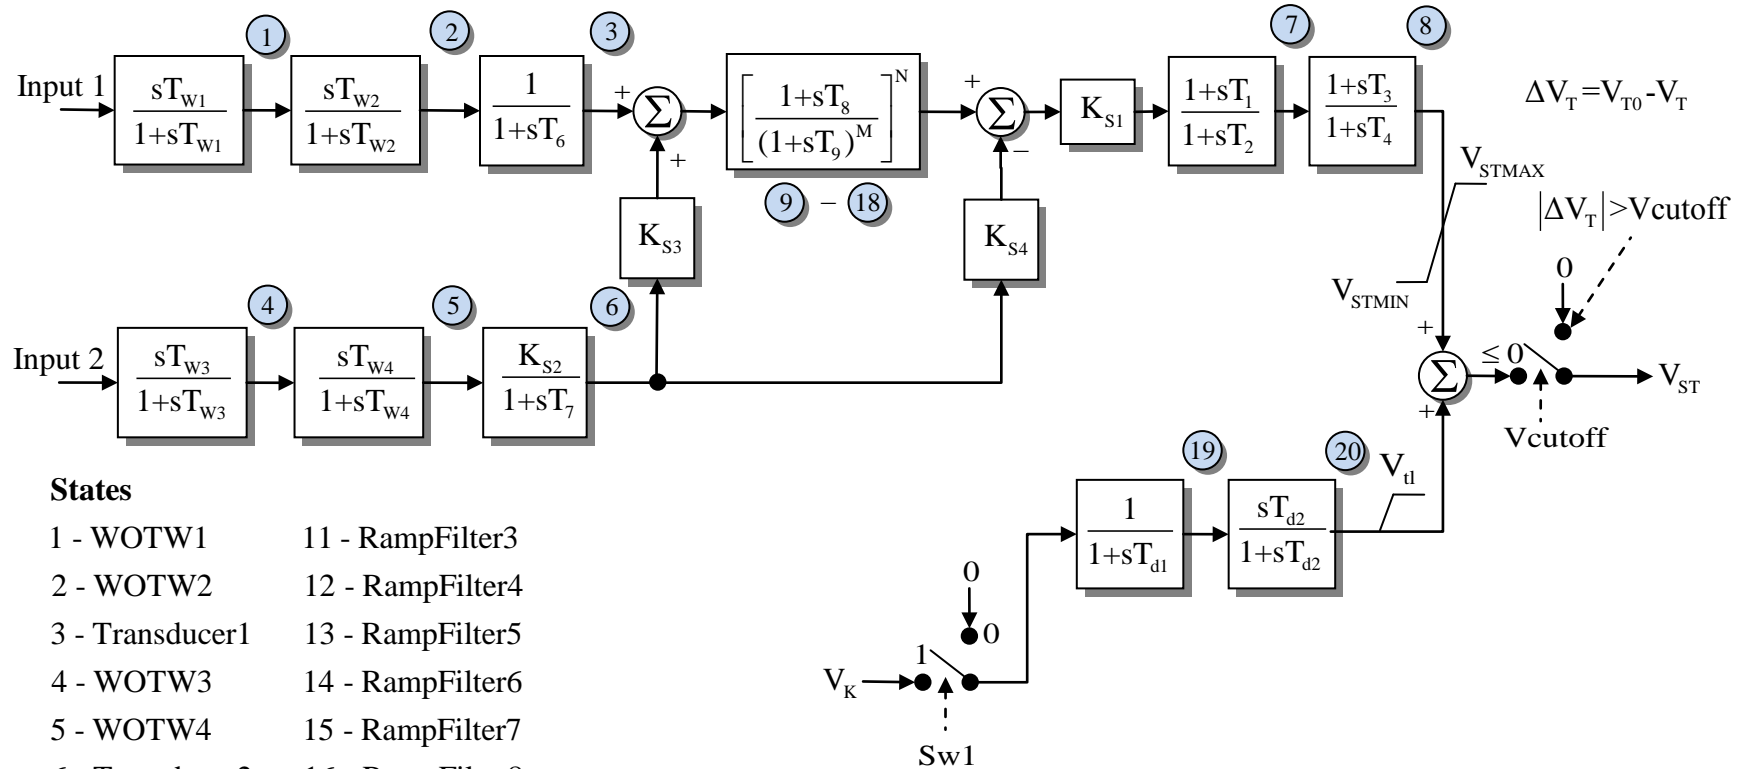 1 2 3 7 8
Input 1
sT_W1 / 1+sT_W1
sT_W2 / 1+sT_W2
1 / 1+sT_6
+
Σ
+
[ 1+sT_8 / (1+sT_9)^M ]^N
9 – 18
+
Σ
–
K_S1
1+sT_1 / 1+sT_2
1+sT_3 / 1+sT_4
ΔV_T=V_T0-V_T
V_STMAX
V_STMIN
|ΔV_T|>Vcutoff
0
K_S3
K_S4
4 5 6
Input 2
sT_W3 / 1+sT_W3
sT_W4 / 1+sT_W4
K_S2 / 1+sT_7
+
Σ
+
≤ 0
V_ST
Vcutoff
19 20
V_tl
1 / 1+sT_d1
sT_d2 / 1+sT_d2
0
0
1
V_K
Sw1
States
1 - WOTW1
2 - WOTW2
3 - Transducer1
4 - WOTW3
5 - WOTW4
11 - RampFilter3
12 - RampFilter4
13 - RampFilter5
14 - RampFilter6
15 - RampFilter7